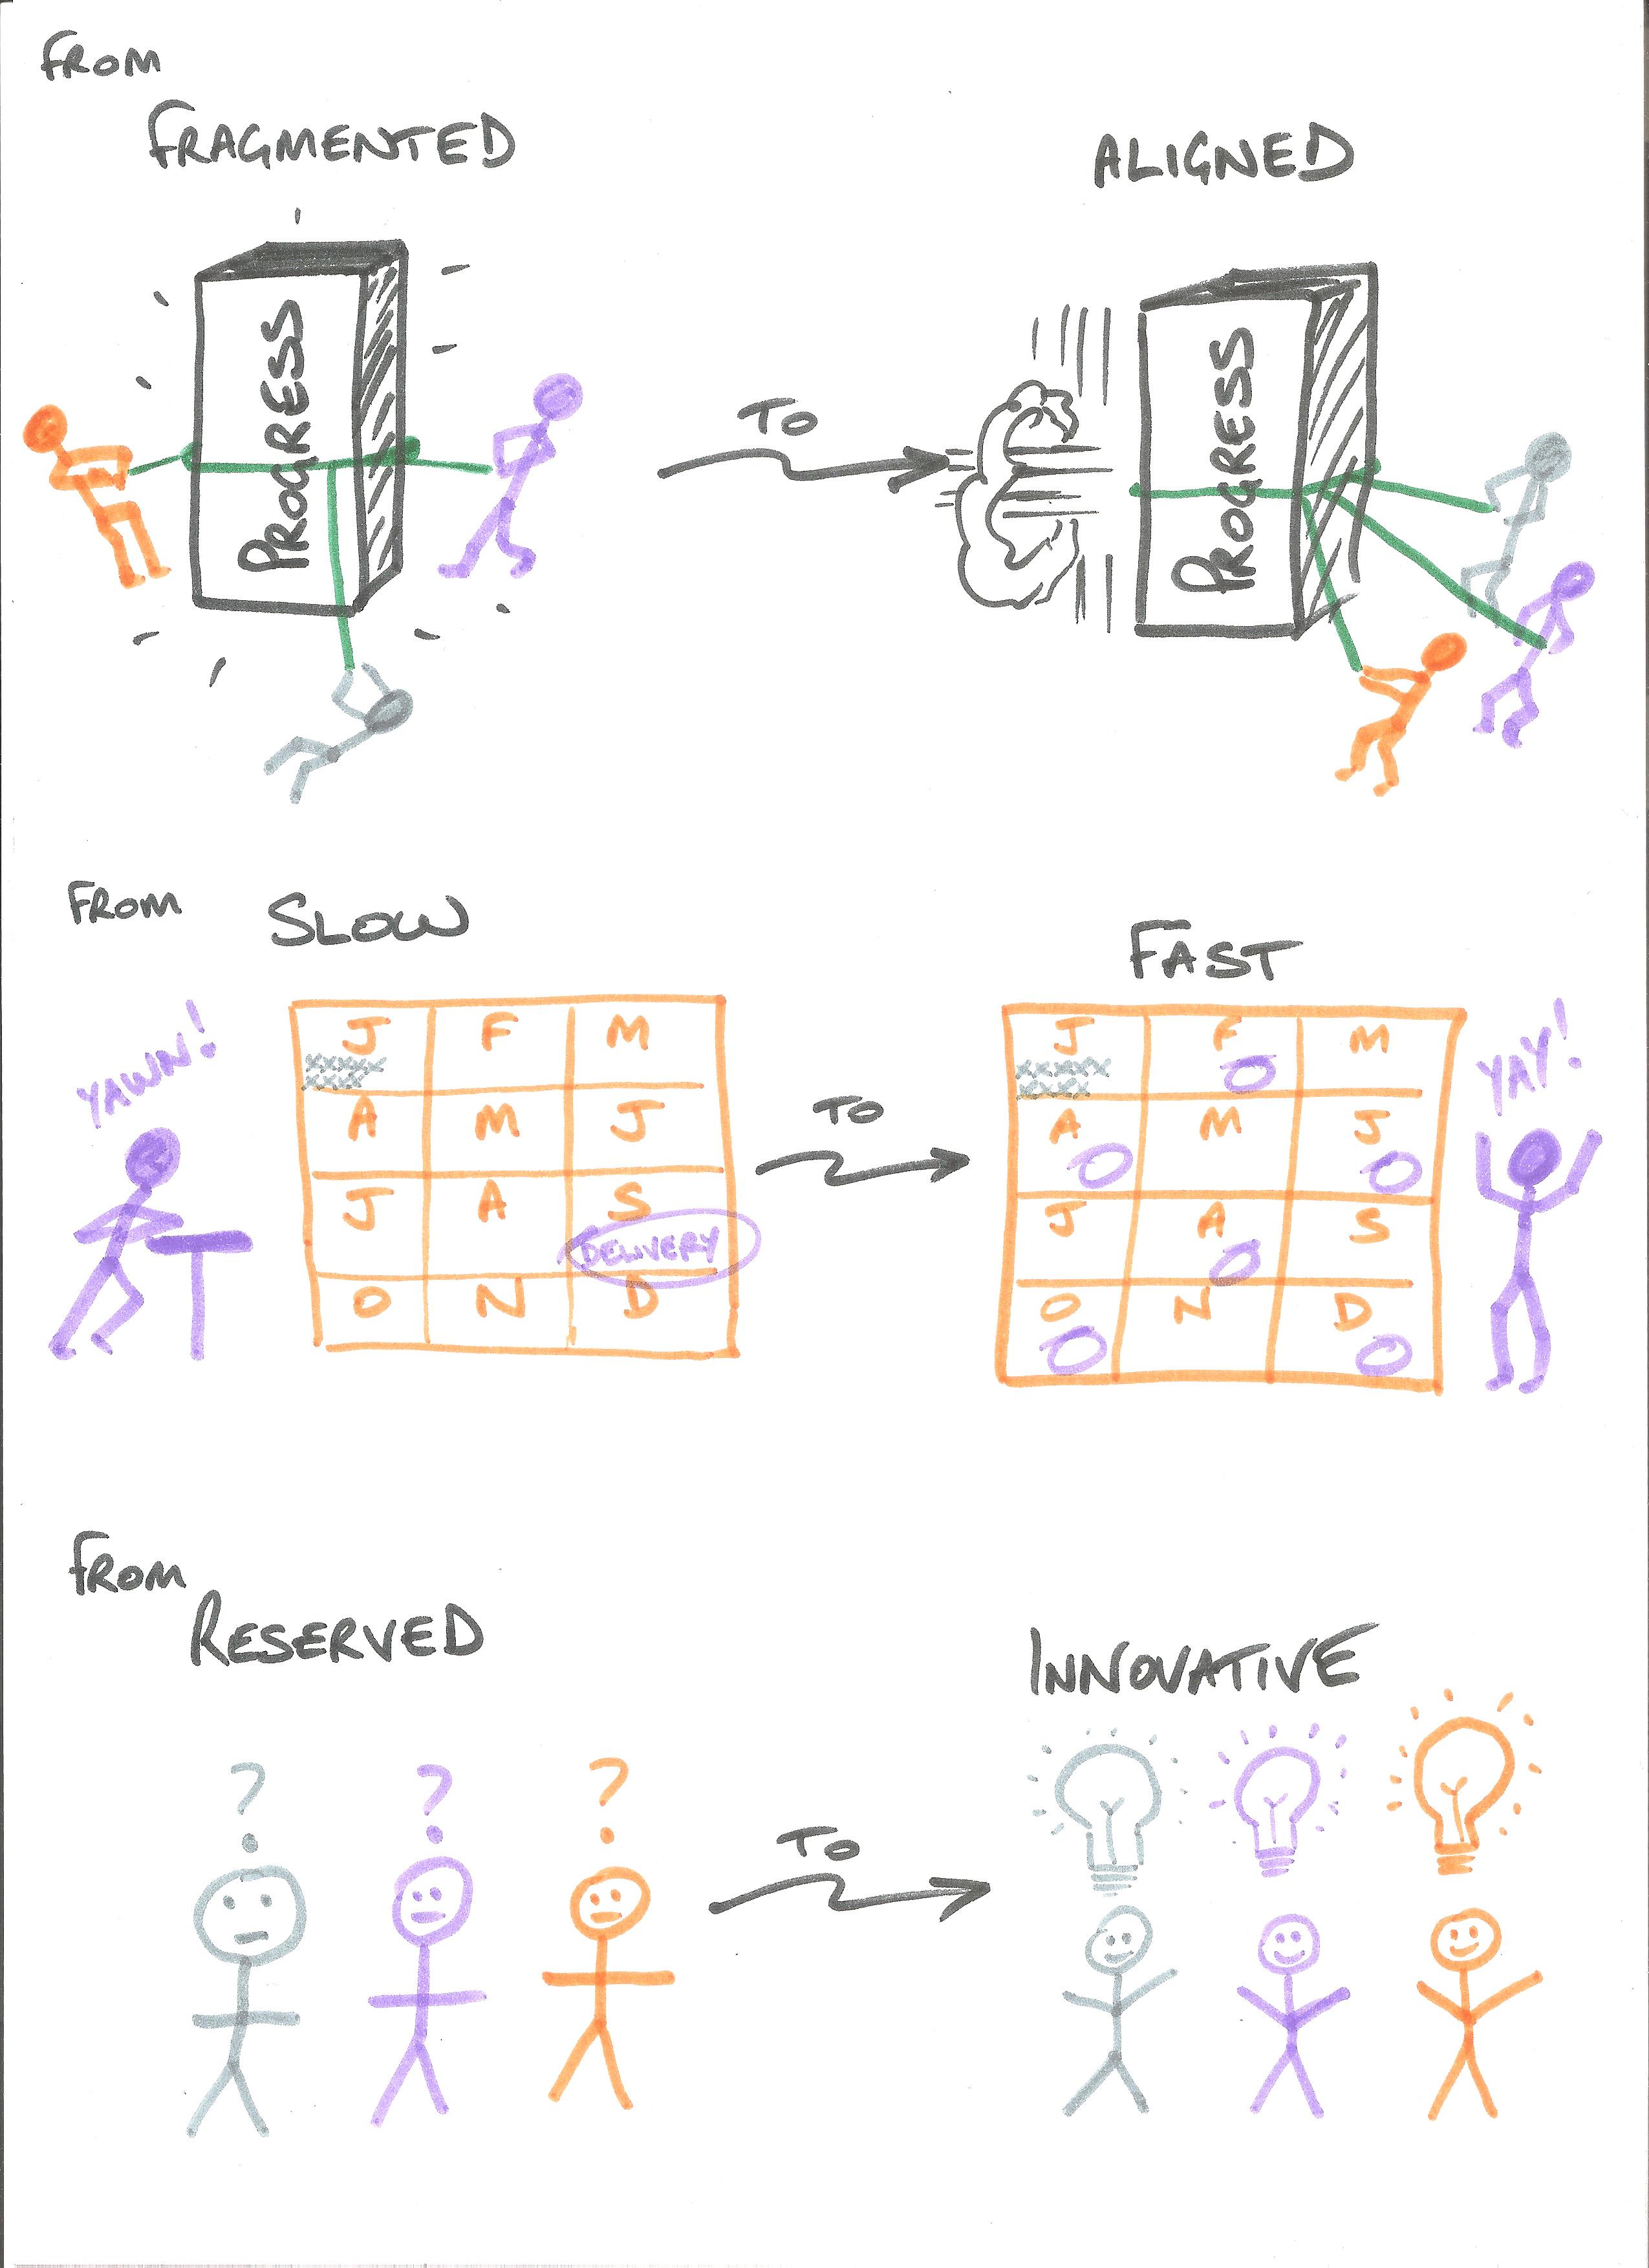 FROM
FRAGMENTED
ALIGNED
PROGRESS
TO
PROGRESS
FROM
SLOW
FAST
YAWN!
J F M
A M J
J A S
DELIVERY
O N D
TO
J F M
A M J
J A S
O N D
YAY!
FROM
RESERVED
INNOVATIVE
? ? ?
TO